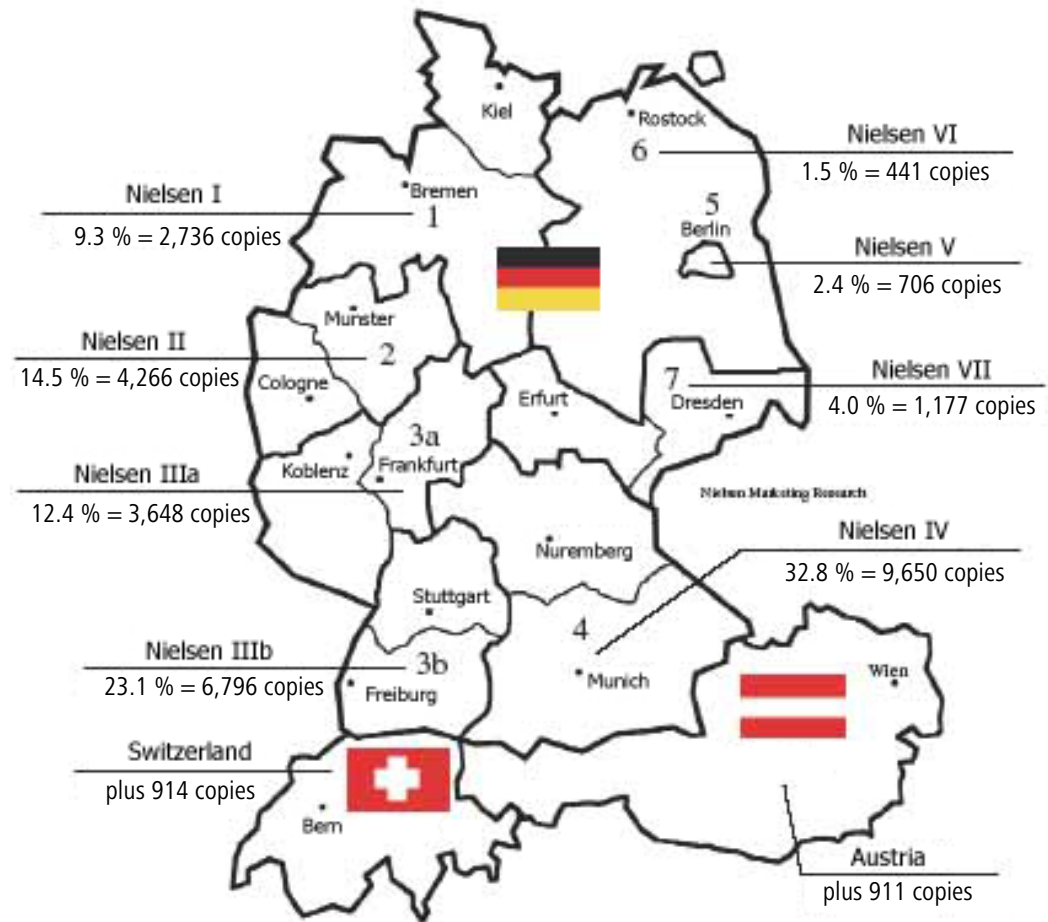 Kiel
Rostock
6
Nielsen VI
1.5 % = 441 copies
Nielsen I
9.3 % = 2,736 copies
Bremen
1
5
Berlin
Nielsen V
2.4 % = 706 copies
Munster
Nielsen II
14.5 % = 4,266 copies
2
Cologne
Erfurt
7
Dresden
Nielsen VII
4.0 % = 1,177 copies
3a
Frankfurt
Koblenz
Nielsen IIIa
12.4 % = 3,648 copies
Nielsen Marketing Research
Nuremberg
Nielsen IV
32.8 % = 9,650 copies
Stuttgart
4
Munich
Nielsen IIIb
23.1 % = 6,796 copies
3b
Freiburg
Wien
Switzerland
plus 914 copies
Bern
Austria
plus 911 copies